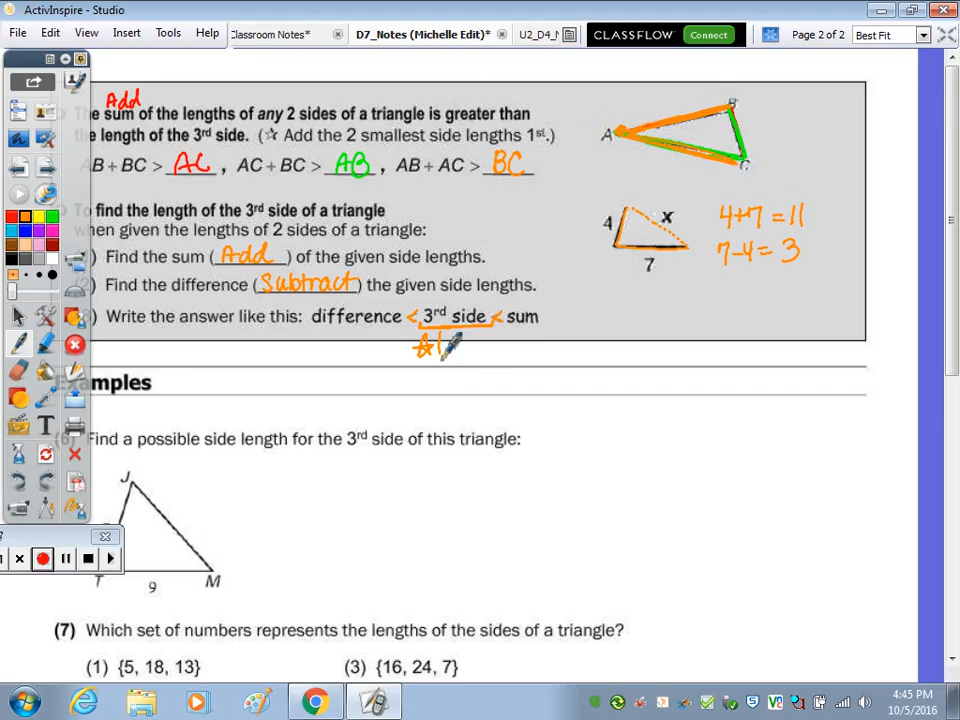 ActivInspire - Studio
File Edit View Insert Tools Help
Classroom Notes* D7_Notes (Michelle Edit)* U2_D4_N
CLASSFLOW Connect
Page 2 of 2 Best Fit
Add
The sum of the lengths of any 2 sides of a triangle is greater than
the length of the 3rd side. (☆ Add the 2 smallest side lengths 1st.)
AB + BC > AC , AC + BC > AB , AB + AC > BC
A B C
To find the length of the 3rd side of a triangle
when given the lengths of 2 sides of a triangle:
4 x 7
4+7 = 11
7-4 = 3
) Find the sum (Add) of the given side lengths.
(2) Find the difference (Subtract) the given side lengths.
) Write the answer like this: difference < 3rd side < sum
Examples
(6) Find a possible side length for the 3rd side of this triangle:
J
T 9 M
(7) Which set of numbers represents the lengths of the sides of a triangle?
(1) {5, 18, 13} (3) {16, 24, 7}
4:45 PM
10/5/2016